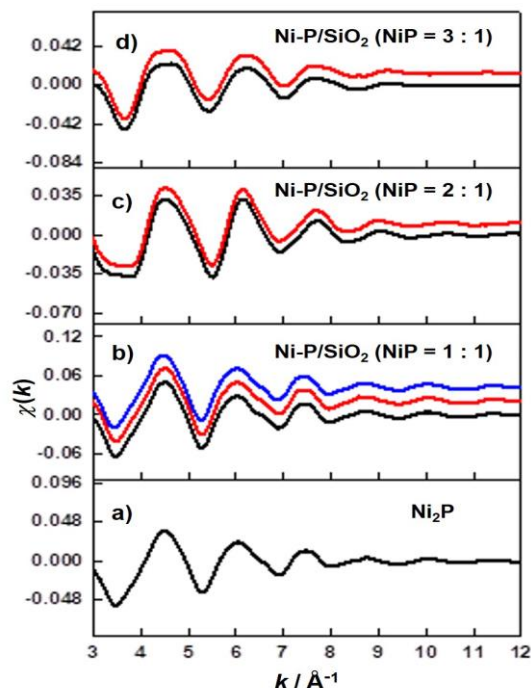 d) Ni-P/SiO₂ (NiP = 3 : 1)
0.042
0.000
-0.042
-0.084
c) Ni-P/SiO₂ (NiP = 2 : 1)
0.035
0.000
-0.035
-0.070
b) Ni-P/SiO₂ (NiP = 1 : 1)
0.12
0.06
0.00
-0.06
χ(k)
a) Ni₂P
0.096
0.048
0.000
-0.048
3 4 5 6 7 8 9 10 11 12
k / Å⁻¹